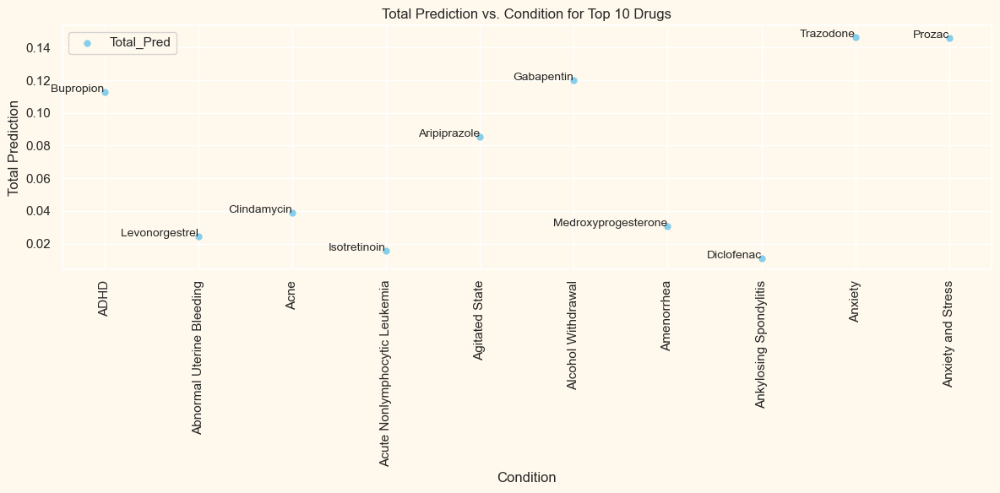 Total Prediction vs. Condition for Top 10 Drugs
Total_Pred
Total Prediction
0.14
0.12
0.10
0.08
0.06
0.04
0.02
Bupropion
Levonorgestrel
Clindamycin
Isotretinoin
Aripiprazole
Gabapentin
Medroxyprogesterone
Diclofenac
Trazodone
Prozac
ADHD
Abnormal Uterine Bleeding
Acne
Acute Nonlymphocytic Leukemia
Agitated State
Alcohol Withdrawal
Amenorrhea
Ankylosing Spondylitis
Anxiety
Anxiety and Stress
Condition